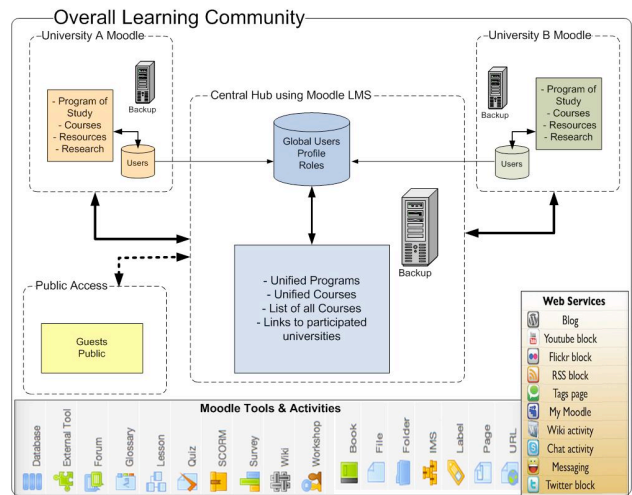 Overall Learning Community
University A Moodle
- Program of
Study
- Courses
- Resources
- Research
Backup
Users
Central Hub using Moodle LMS
Global Users
Profile
Roles
Backup
- Unified Programs
- Unified Courses
- List of all Courses
- Links to participated
universities
University B Moodle
Backup
- Program of
Study
- Courses
- Resources
- Research
Users
Public Access
Guests
Public
Web Services
Blog
Youtube block
Flickr block
RSS block
Tags page
My Moodle
Wiki activity
Chat activity
Messaging
Twitter block
Moodle Tools & Activities
Database
External Tool
Forum
Glossary
Lesson
Quiz
SCORM
Survey
Wiki
Workshop
Book
File
Folder
IMS
Label
Page
URL